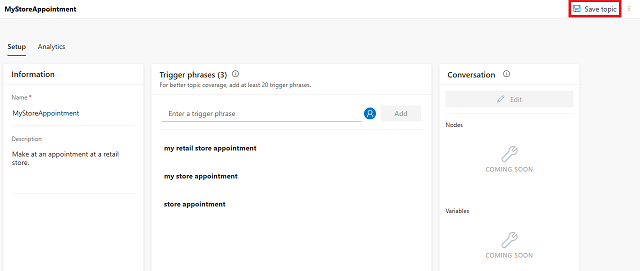 MyStoreAppointment
Save topic
Setup
Analytics
Information
Name *
MyStoreAppointment
Description
Make at an appointment at a retail
store.
Trigger phrases (3)
For better topic coverage, add at least 20 trigger phrases.
Enter a trigger phrase
Add
my retail store appointment
my store appointment
store appointment
Conversation
Edit
Nodes
COMING SOON
Variables
COMING SOON